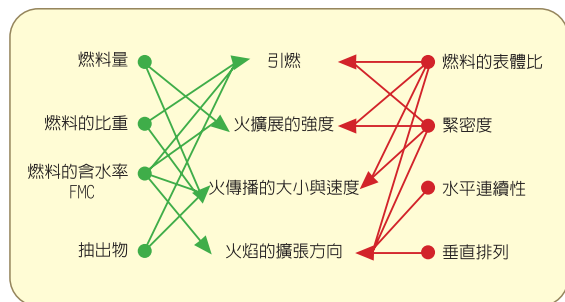 燃料量
燃料的比重
燃料的含水率
FMC
抽出物
引燃
火擴展的強度
火傳播的大小與速度
火焰的擴張方向
燃料的表體比
緊密度
水平連續性
垂直排列